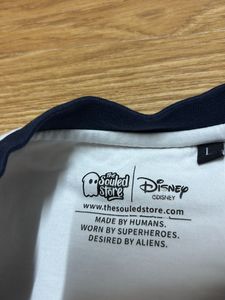 the
Souled
Store
Disney
©DISNEY
www.thesouledstore.com
MADE BY HUMANS.
WORN BY SUPERHEROES.
DESIRED BY ALIENS.